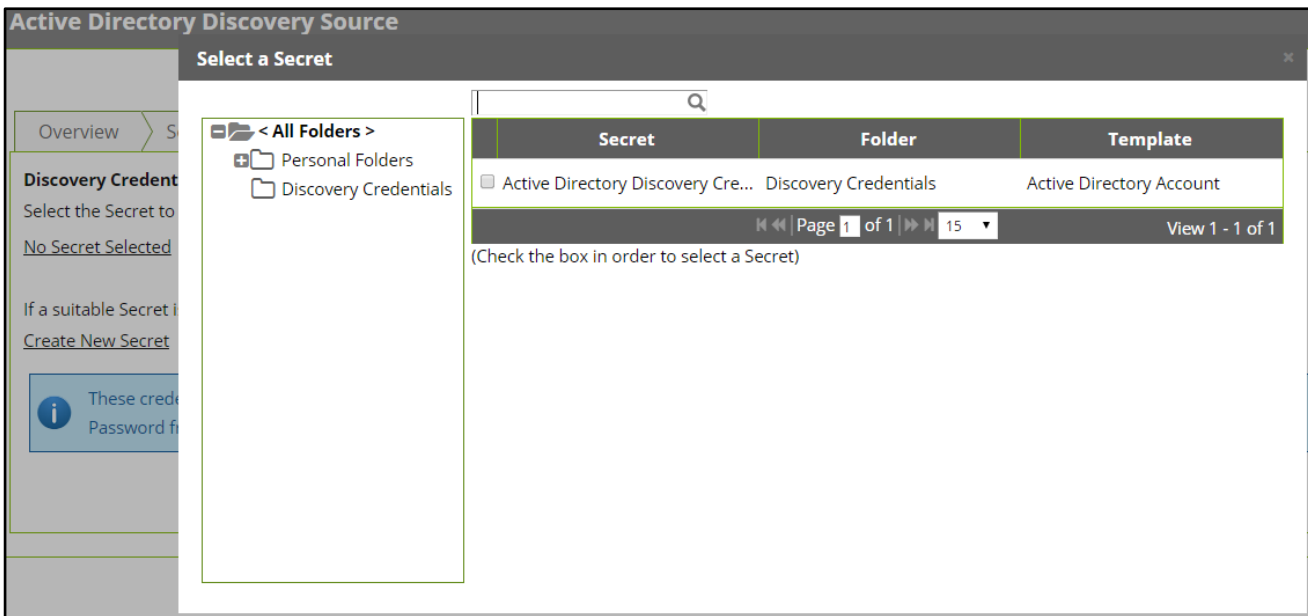 Active Directory Discovery Source
Select a Secret
×
Overview
Discovery Credent
Select the Secret to
No Secret Selected
If a suitable Secret i
Create New Secret
These crede
Password fr
< All Folders >
Personal Folders
Discovery Credentials
Secret Folder Template
Active Directory Discovery Cre... Discovery Credentials Active Directory Account
Page 1 of 1 15 View 1 - 1 of 1
(Check the box in order to select a Secret)